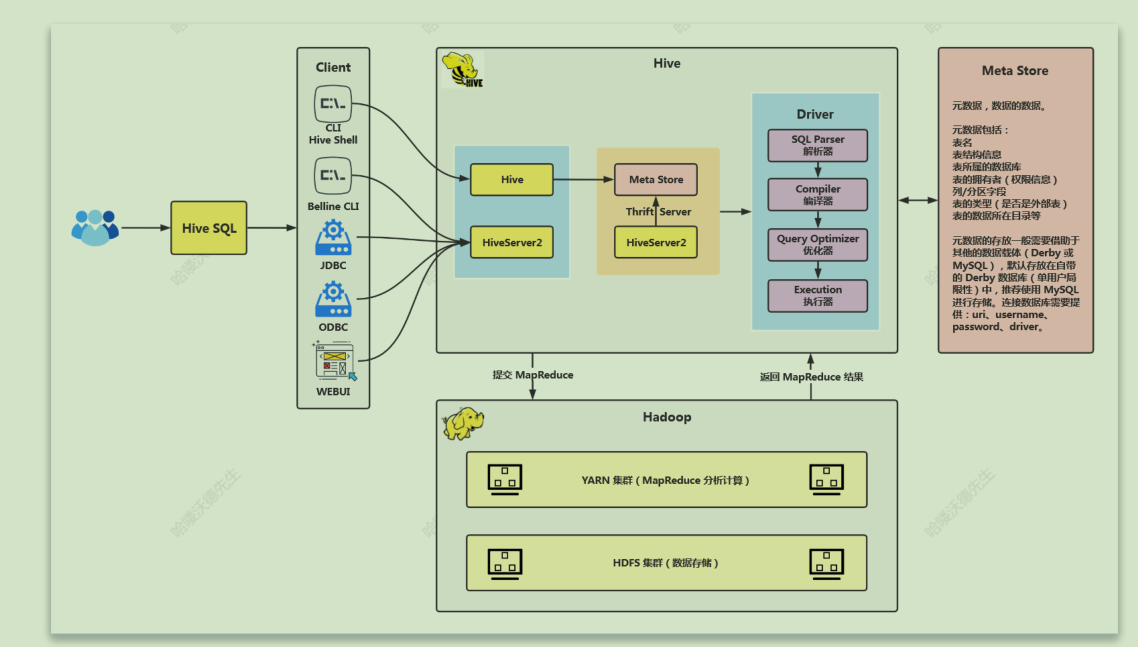 Hive SQL
Client
C:\_
CLI
Hive Shell
C:\_
Belline CLI
JDBC
ODBC
WEBUI
HIVE
Hive
Hive
HiveServer2
Meta Store
Thrift Server
HiveServer2
Driver
SQL Parser
解析器
Compiler
编译器
Query Optimizer
优化器
Execution
执行器
Meta Store
元数据，数据的数据。
元数据包括：
表名
表结构信息
表所属的数据库
表的拥有者（权限信息）
列/分区字段
表的类型（是否是外部表）
表的数据所在目录等
元数据的存放一般需要借助于
其他的数据载体（Derby 或
MySQL），默认存放在自带
的 Derby 数据库（单用户局
限性）中，推荐使用 MySQL
进行存储。连接数据库需要提
供：uri、username、
password、driver。
提交 MapReduce
返回 MapReduce 结果
Hadoop
YARN 集群（MapReduce 分析计算）
HDFS 集群（数据存储）
哈喽沃德先生
哈喽沃德先生